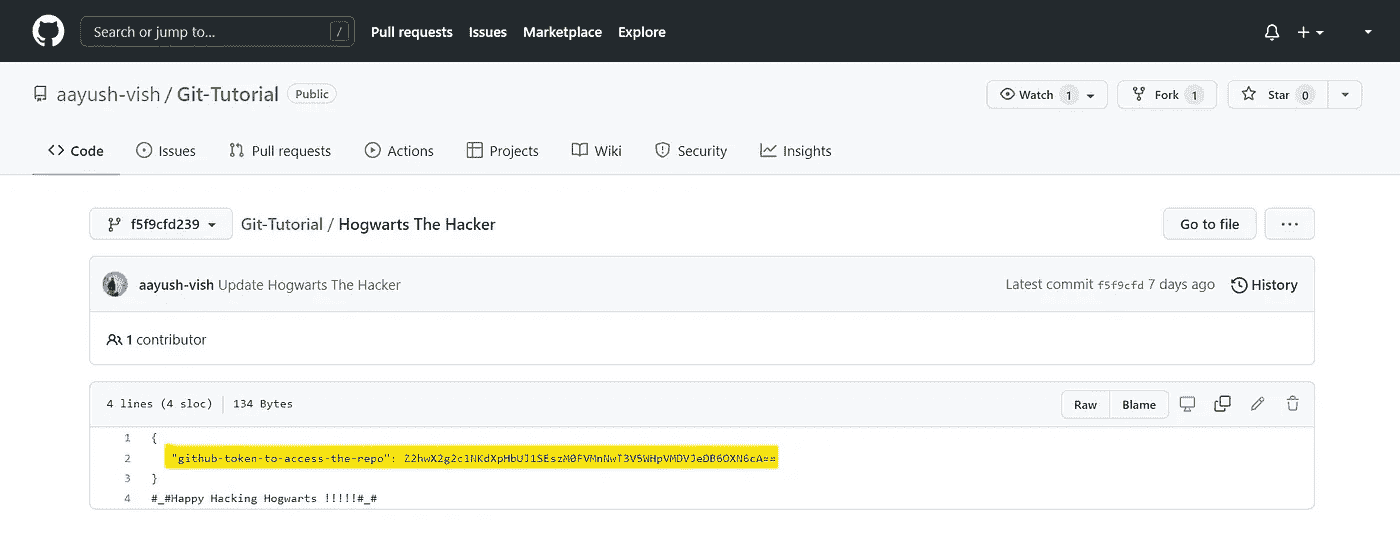 Search or jump to... /
Pull requests Issues Marketplace Explore
aayush-vish / Git-Tutorial Public
Watch 1 Fork 1 Star 0
Code Issues Pull requests Actions Projects Wiki Security Insights
f5f9cfd239 Git-Tutorial / Hogwarts The Hacker Go to file ...
aayush-vish Update Hogwarts The Hacker Latest commit f5f9cfd 7 days ago History
1 contributor
4 lines (4 sloc) 134 Bytes Raw Blame
1 {
2 "github-token-to-access-the-repo":
3 }
4 #_#Happy Hacking Hogwarts !!!!!#_#